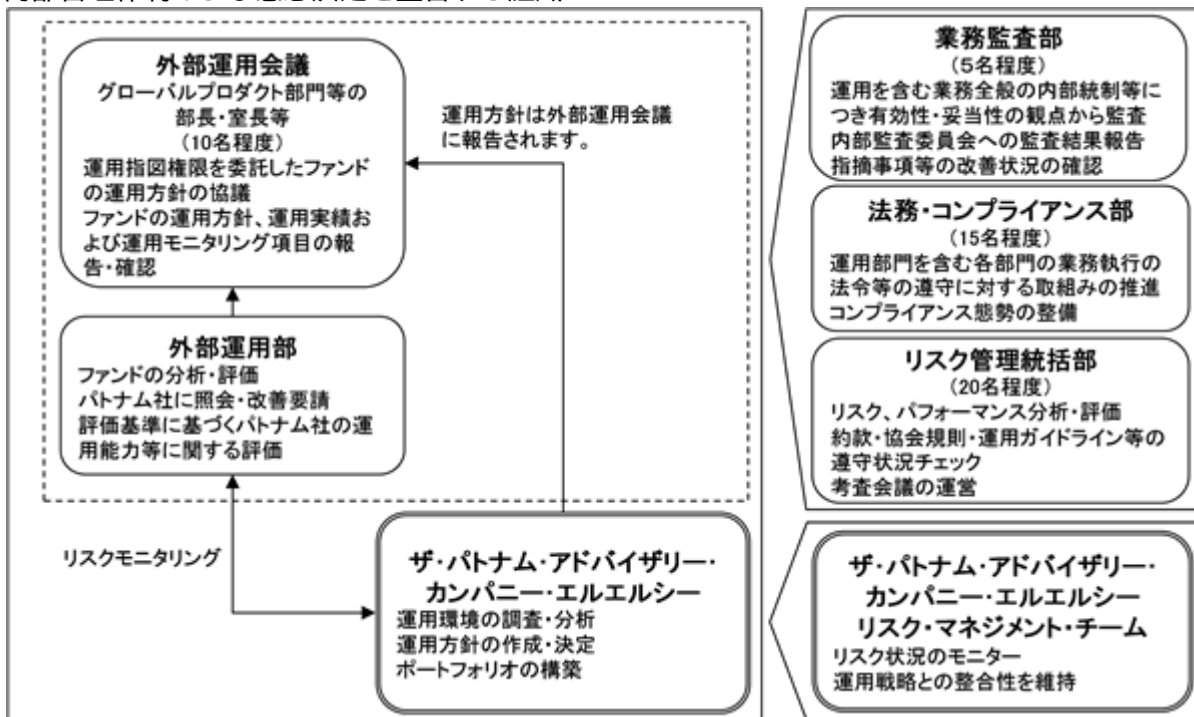 外部運用会議
グローバルプロダクト部門等の
部長・室長等
(10名程度)
運用指図権限を委託したファンド
の運用方針の協議
ファンドの運用方針、運用実績お
よび運用モニタリング項目の報
告・確認
運用方針は外部運用会議
に報告されます。
外部運用部
ファンドの分析・評価
パトナム社に照会・改善要請
評価基準に基づくパトナム社の運
用能力等に関する評価
リスクモニタリング
ザ・パトナム・アドバイザリー・
カンパニー・エルエルシー
運用環境の調査・分析
運用方針の作成・決定
ポートフォリオの構築
業務監査部
(5名程度)
運用を含む業務全般の内部統制等に
つき有効性・妥当性の観点から監査
内部監査委員会への監査結果報告
指摘事項等の改善状況の確認
法務・コンプライアンス部
(15名程度)
運用部門を含む各部門の業務執行の
法令等の遵守に対する取組みの推進
コンプライアンス態勢の整備
リスク管理統括部
(20名程度)
リスク、パフォーマンス分析・評価
約款・協会規則・運用ガイドライン等の
遵守状況チェック
考査会議の運営
ザ・パトナム・アドバイザリー・
カンパニー・エルエルシー
リスク・マネジメント・チーム
リスク状況のモニター
運用戦略との整合性を維持